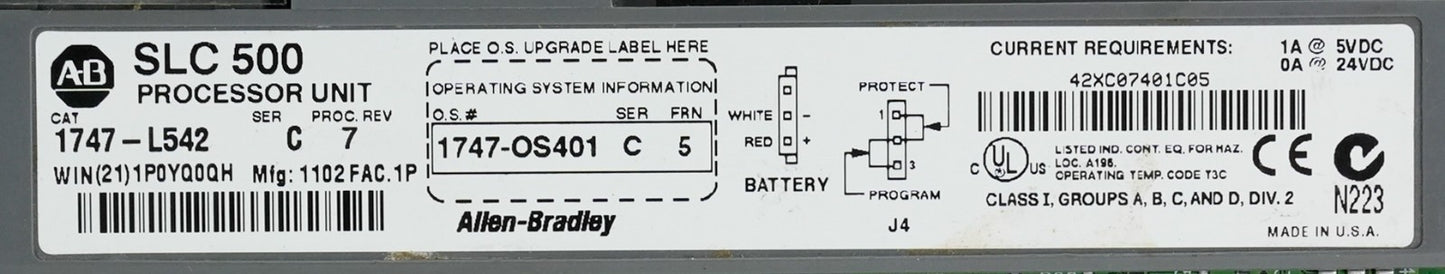 AB
SLC 500
PROCESSOR UNIT
CAT SER PROC. REV
1747-L542 C 7
WIN(21)1P0YQ0QH Mfg: 1102 FAC.1P
PLACE O.S. UPGRADE LABEL HERE
OPERATING SYSTEM INFORMATION
O.S.# SER FRN
1747-OS401 C 5
Allen-Bradley
WHITE -
RED +
BATTERY
PROTECT
1
3
PROGRAM
J4
CURRENT REQUIREMENTS: 1A @ 5VDC
0A @ 24VDC
42XC07401C05
C UL US
LISTED IND. CONT. EQ. FOR HAZ.
LOC. A196.
OPERATING TEMP. CODE T3C
CE
N223
CLASS I, GROUPS A, B, C, AND D, DIV. 2
MADE IN U.S.A.